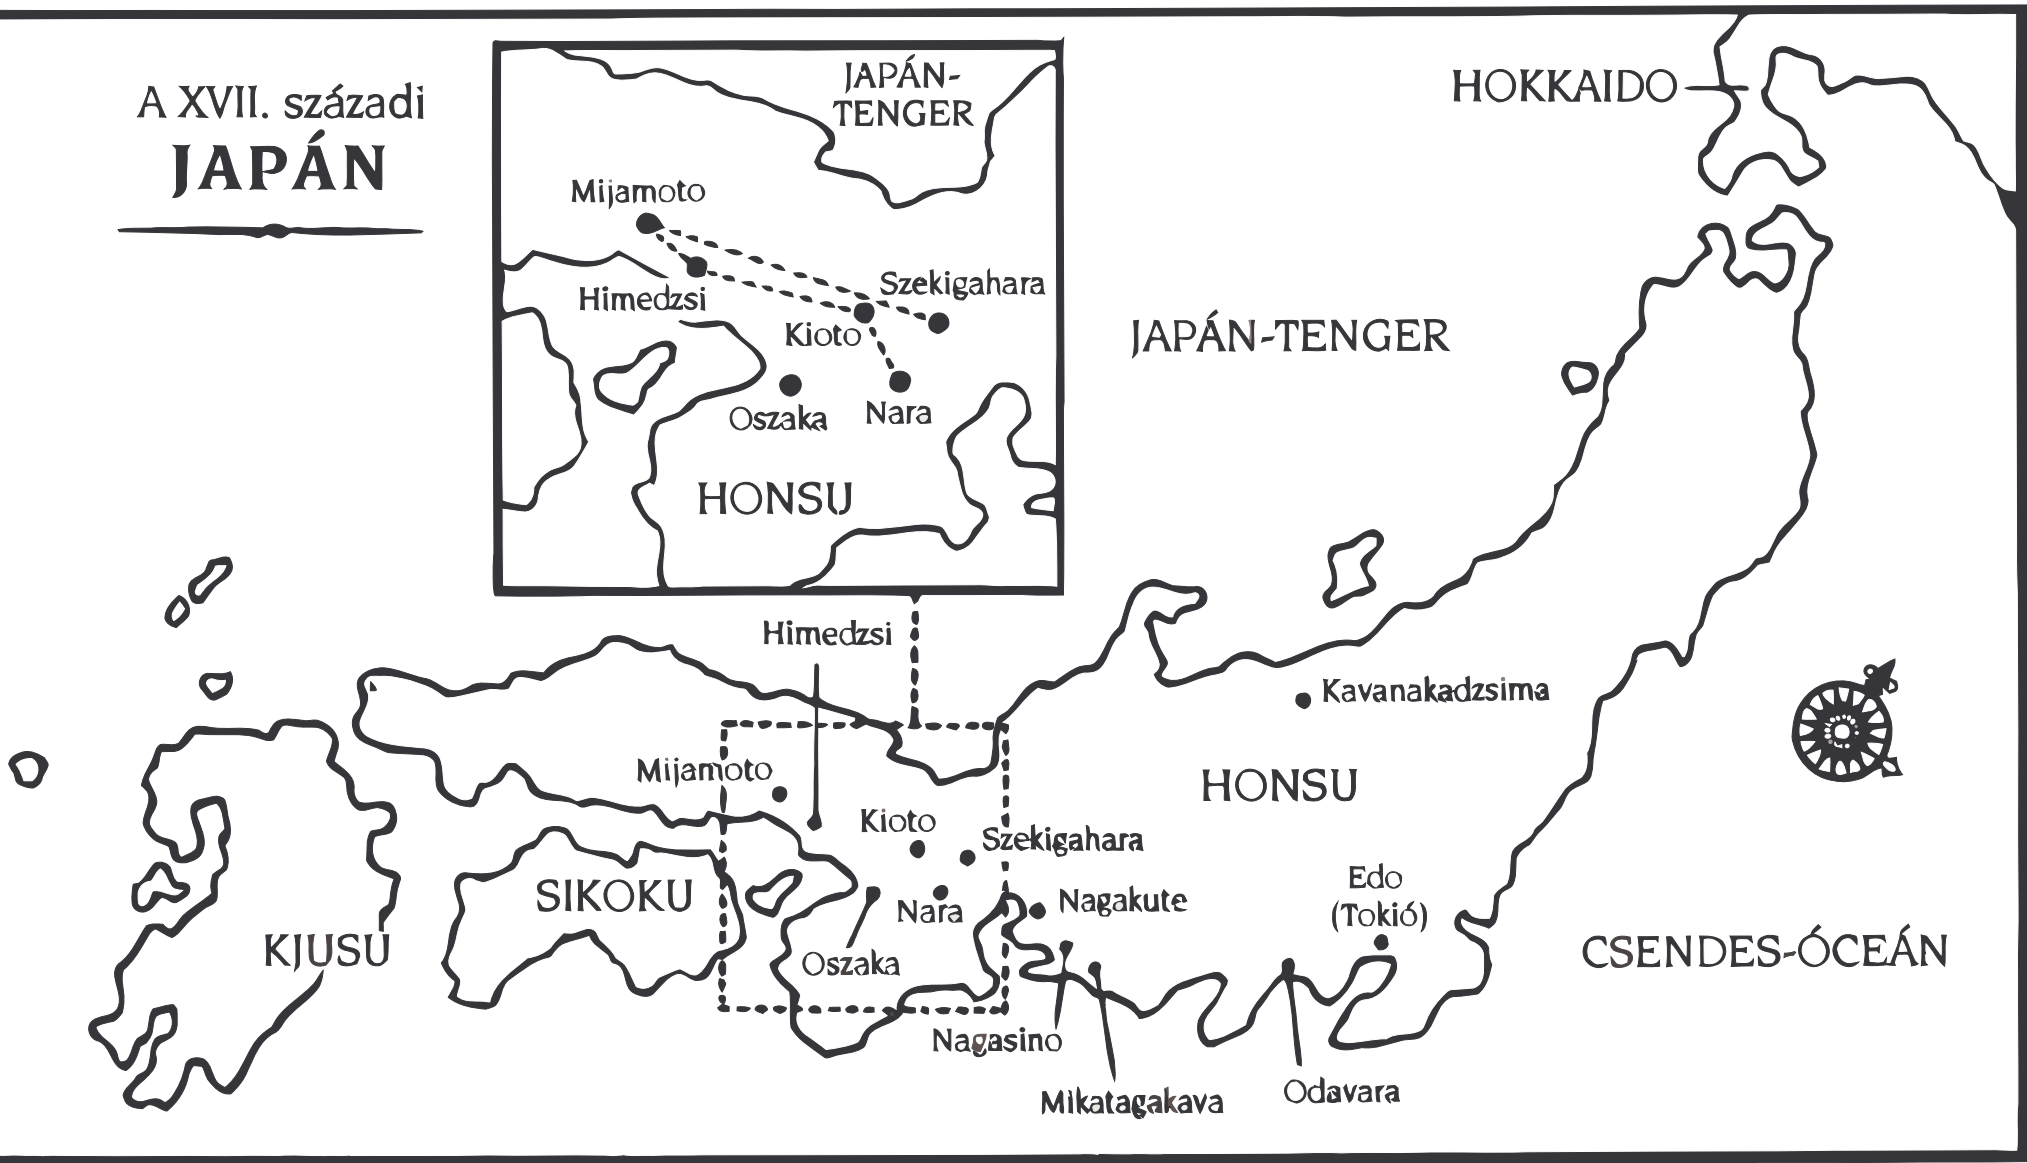 A XVII. századi
JAPÁN
JAPÁN-
TENGER
Mijamoto
Himedzsi
Szekigahara
Kioto
Oszaka
Nara
HONSU
HOKKAIDO
JAPÁN-TENGER
Himedzsi
Kavanakadzsima
Mijamoto
HONSU
Kioto
Szekigahara
Edo
(Tokió)
SIKOKU
Nagakute
Nara
KJUSU
Oszaka
CSENDES-ÓCEÁN
Nagasino
Mikatagakava
Odavara